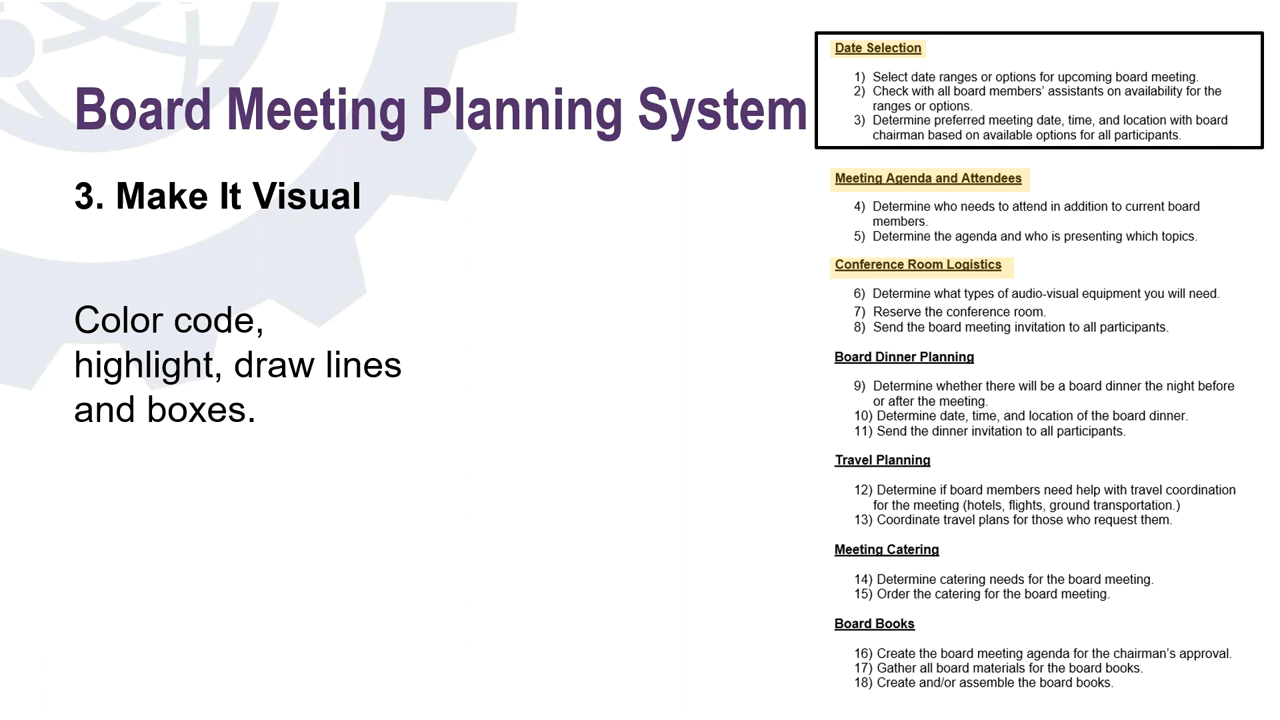 Board Meeting Planning System
3. Make It Visual
Color code,
highlight, draw lines
and boxes.
Date Selection
1) Select date ranges or options for upcoming board meeting.
2) Check with all board members’ assistants on availability for the
ranges or options.
3) Determine preferred meeting date, time, and location with board
chairman based on available options for all participants.
Meeting Agenda and Attendees
4) Determine who needs to attend in addition to current board
members.
5) Determine the agenda and who is presenting which topics.
Conference Room Logistics
6) Determine what types of audio-visual equipment you will need.
7) Reserve the conference room.
8) Send the board meeting invitation to all participants.
Board Dinner Planning
9) Determine whether there will be a board dinner the night before
or after the meeting.
10) Determine date, time, and location of the board dinner.
11) Send the dinner invitation to all participants.
Travel Planning
12) Determine if board members need help with travel coordination
for the meeting (hotels, flights, ground transportation.)
13) Coordinate travel plans for those who request them.
Meeting Catering
14) Determine catering needs for the board meeting.
15) Order the catering for the board meeting.
Board Books
16) Create the board meeting agenda for the chairman’s approval.
17) Gather all board materials for the board books.
18) Create and/or assemble the board books.